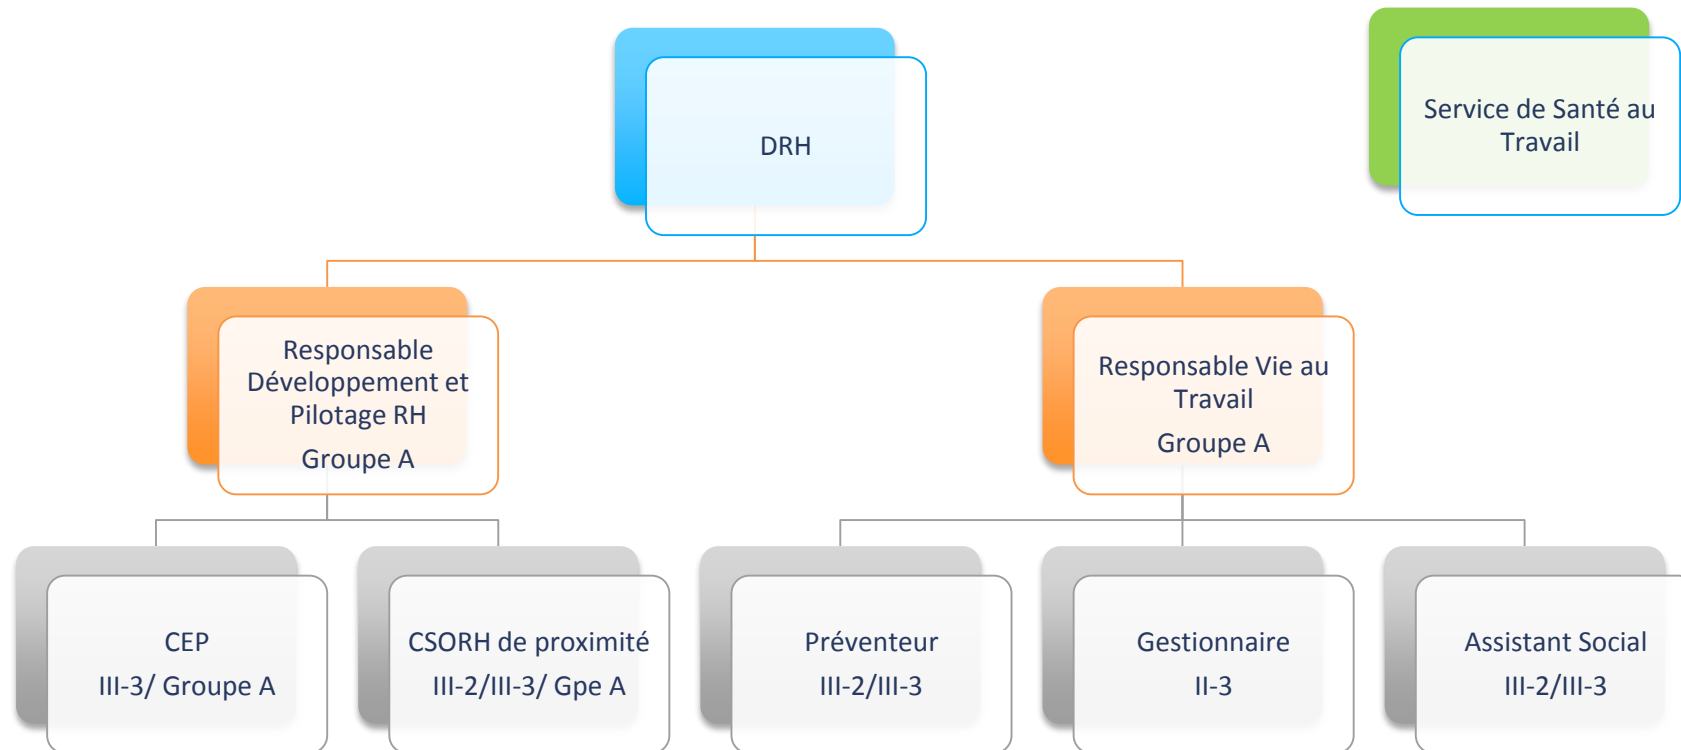 DRH
Service de Santé au
Travail
Responsable
Développement et
Pilotage RH
Groupe A
Responsable Vie au
Travail
Groupe A
CEP
III-3/ Groupe A
CSORH de proximité
III-2/III-3/ Gpe A
Préventeur
III-2/III-3
Gestionnaire
II-3
Assistant Social
III-2/III-3